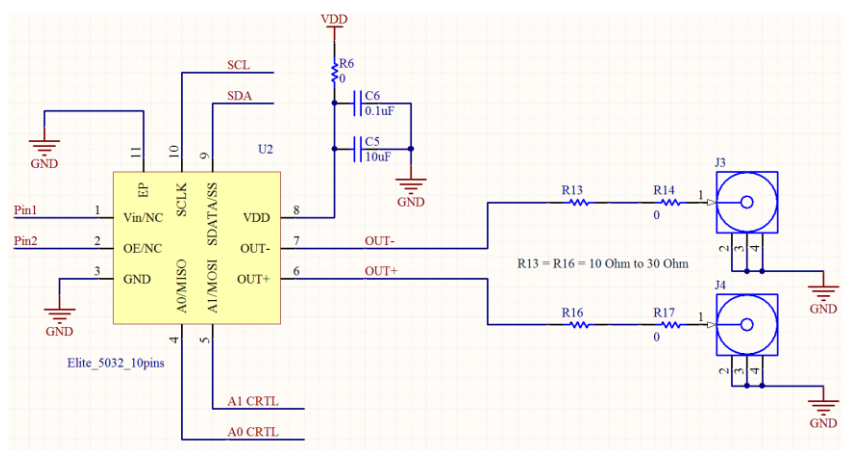 VDD
R6
0
SCL
C6
0.1uF
SDA
C5
10uF
U2
GND
11
10
9
GND
J3
EP
SCLK
SDATA/SS
R13
R14
1
0
Pin1
1
Vin/NC
VDD
8
Pin2
2
OE/NC
OUT-
7
OUT-
2
3
4
3
GND
OUT+
6
OUT+
R13 = R16 = 10 Ohm to 30 Ohm
A0/MISO
A1/MOSI
J4
GND
GND
R16
R17
1
0
4
5
Elite_5032_10pins
2
3
4
A1 CRTL
GND
A0 CRTL